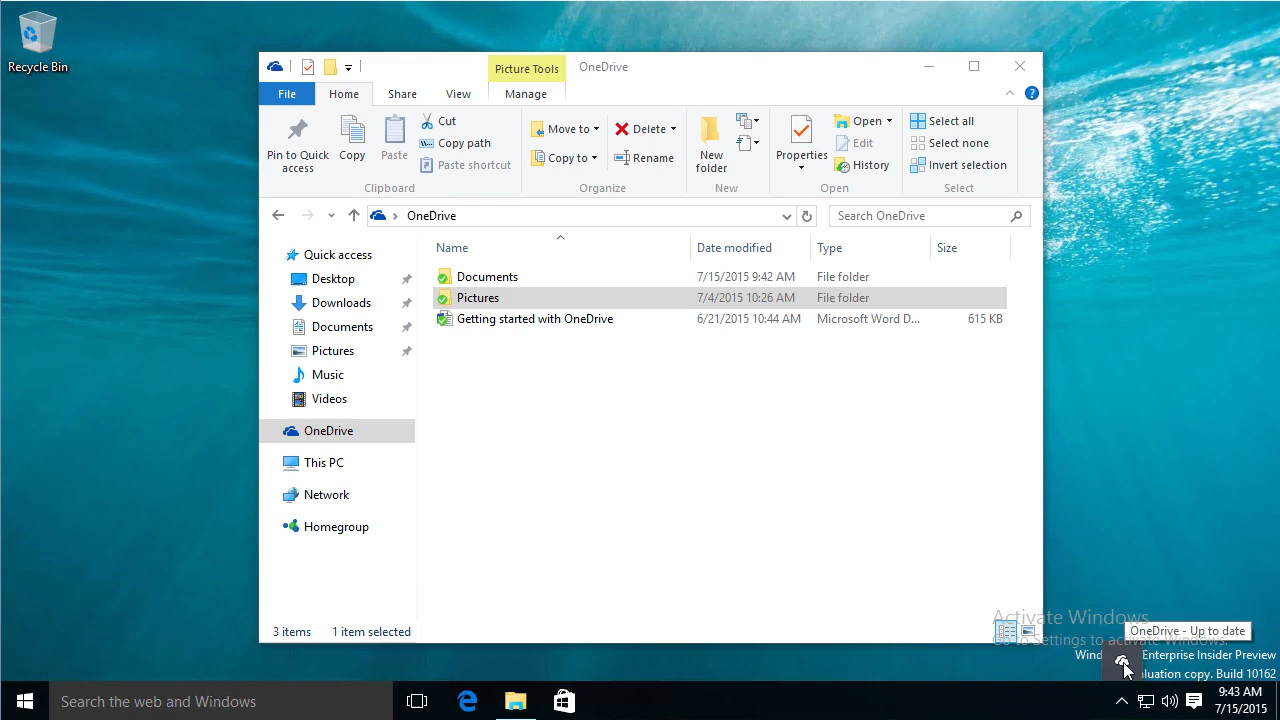 Recycle Bin
Picture Tools
OneDrive
File
Home
Share
View
Manage
Pin to Quick access
Copy
Paste
Cut
Copy path
Paste shortcut
Clipboard
Move to
Copy to
Delete
Rename
Organize
New folder
New
Properties
Open
Edit
History
Open
Select all
Select none
Invert selection
Select
OneDrive
Search OneDrive
Name
Date modified
Type
Size
Quick access
Desktop
Downloads
Documents
Pictures
Music
Videos
OneDrive
This PC
Network
Homegroup
Documents 7/15/2015 9:42 AM File folder
Pictures 7/4/2015 10:26 AM File folder
Getting started with OneDrive 6/21/2015 10:44 AM Microsoft Word D... 615 KB
3 items 1 item selected
Activate Windows
Go to Settings to activate Windows.
OneDrive - Up to date
Wind Enterprise Insider Preview
luation copy. Build 10162
Search the web and Windows
9:43 AM
7/15/2015